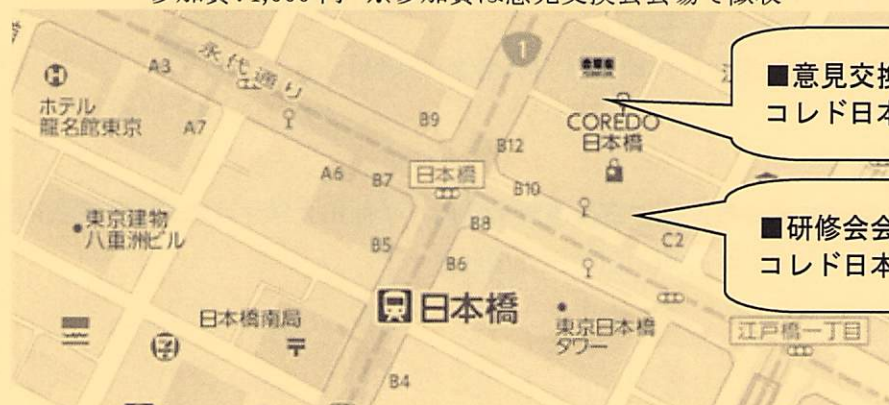 参加費:4,000円 ※参加費は意見交換会会場で徴収
1
永代通り
A3
ホテル
龍名館東京
A7
B9
COREDO
日本橋
B12
■意見交換
コレド日本
A6
B7
日本橋
B10
B8
東京建物
八重洲ビル
B5
C2
■研修会会
コレド日本
B6
日本橋
日本橋南局
東京日本橋
タワー
江戸橋一丁目
B4